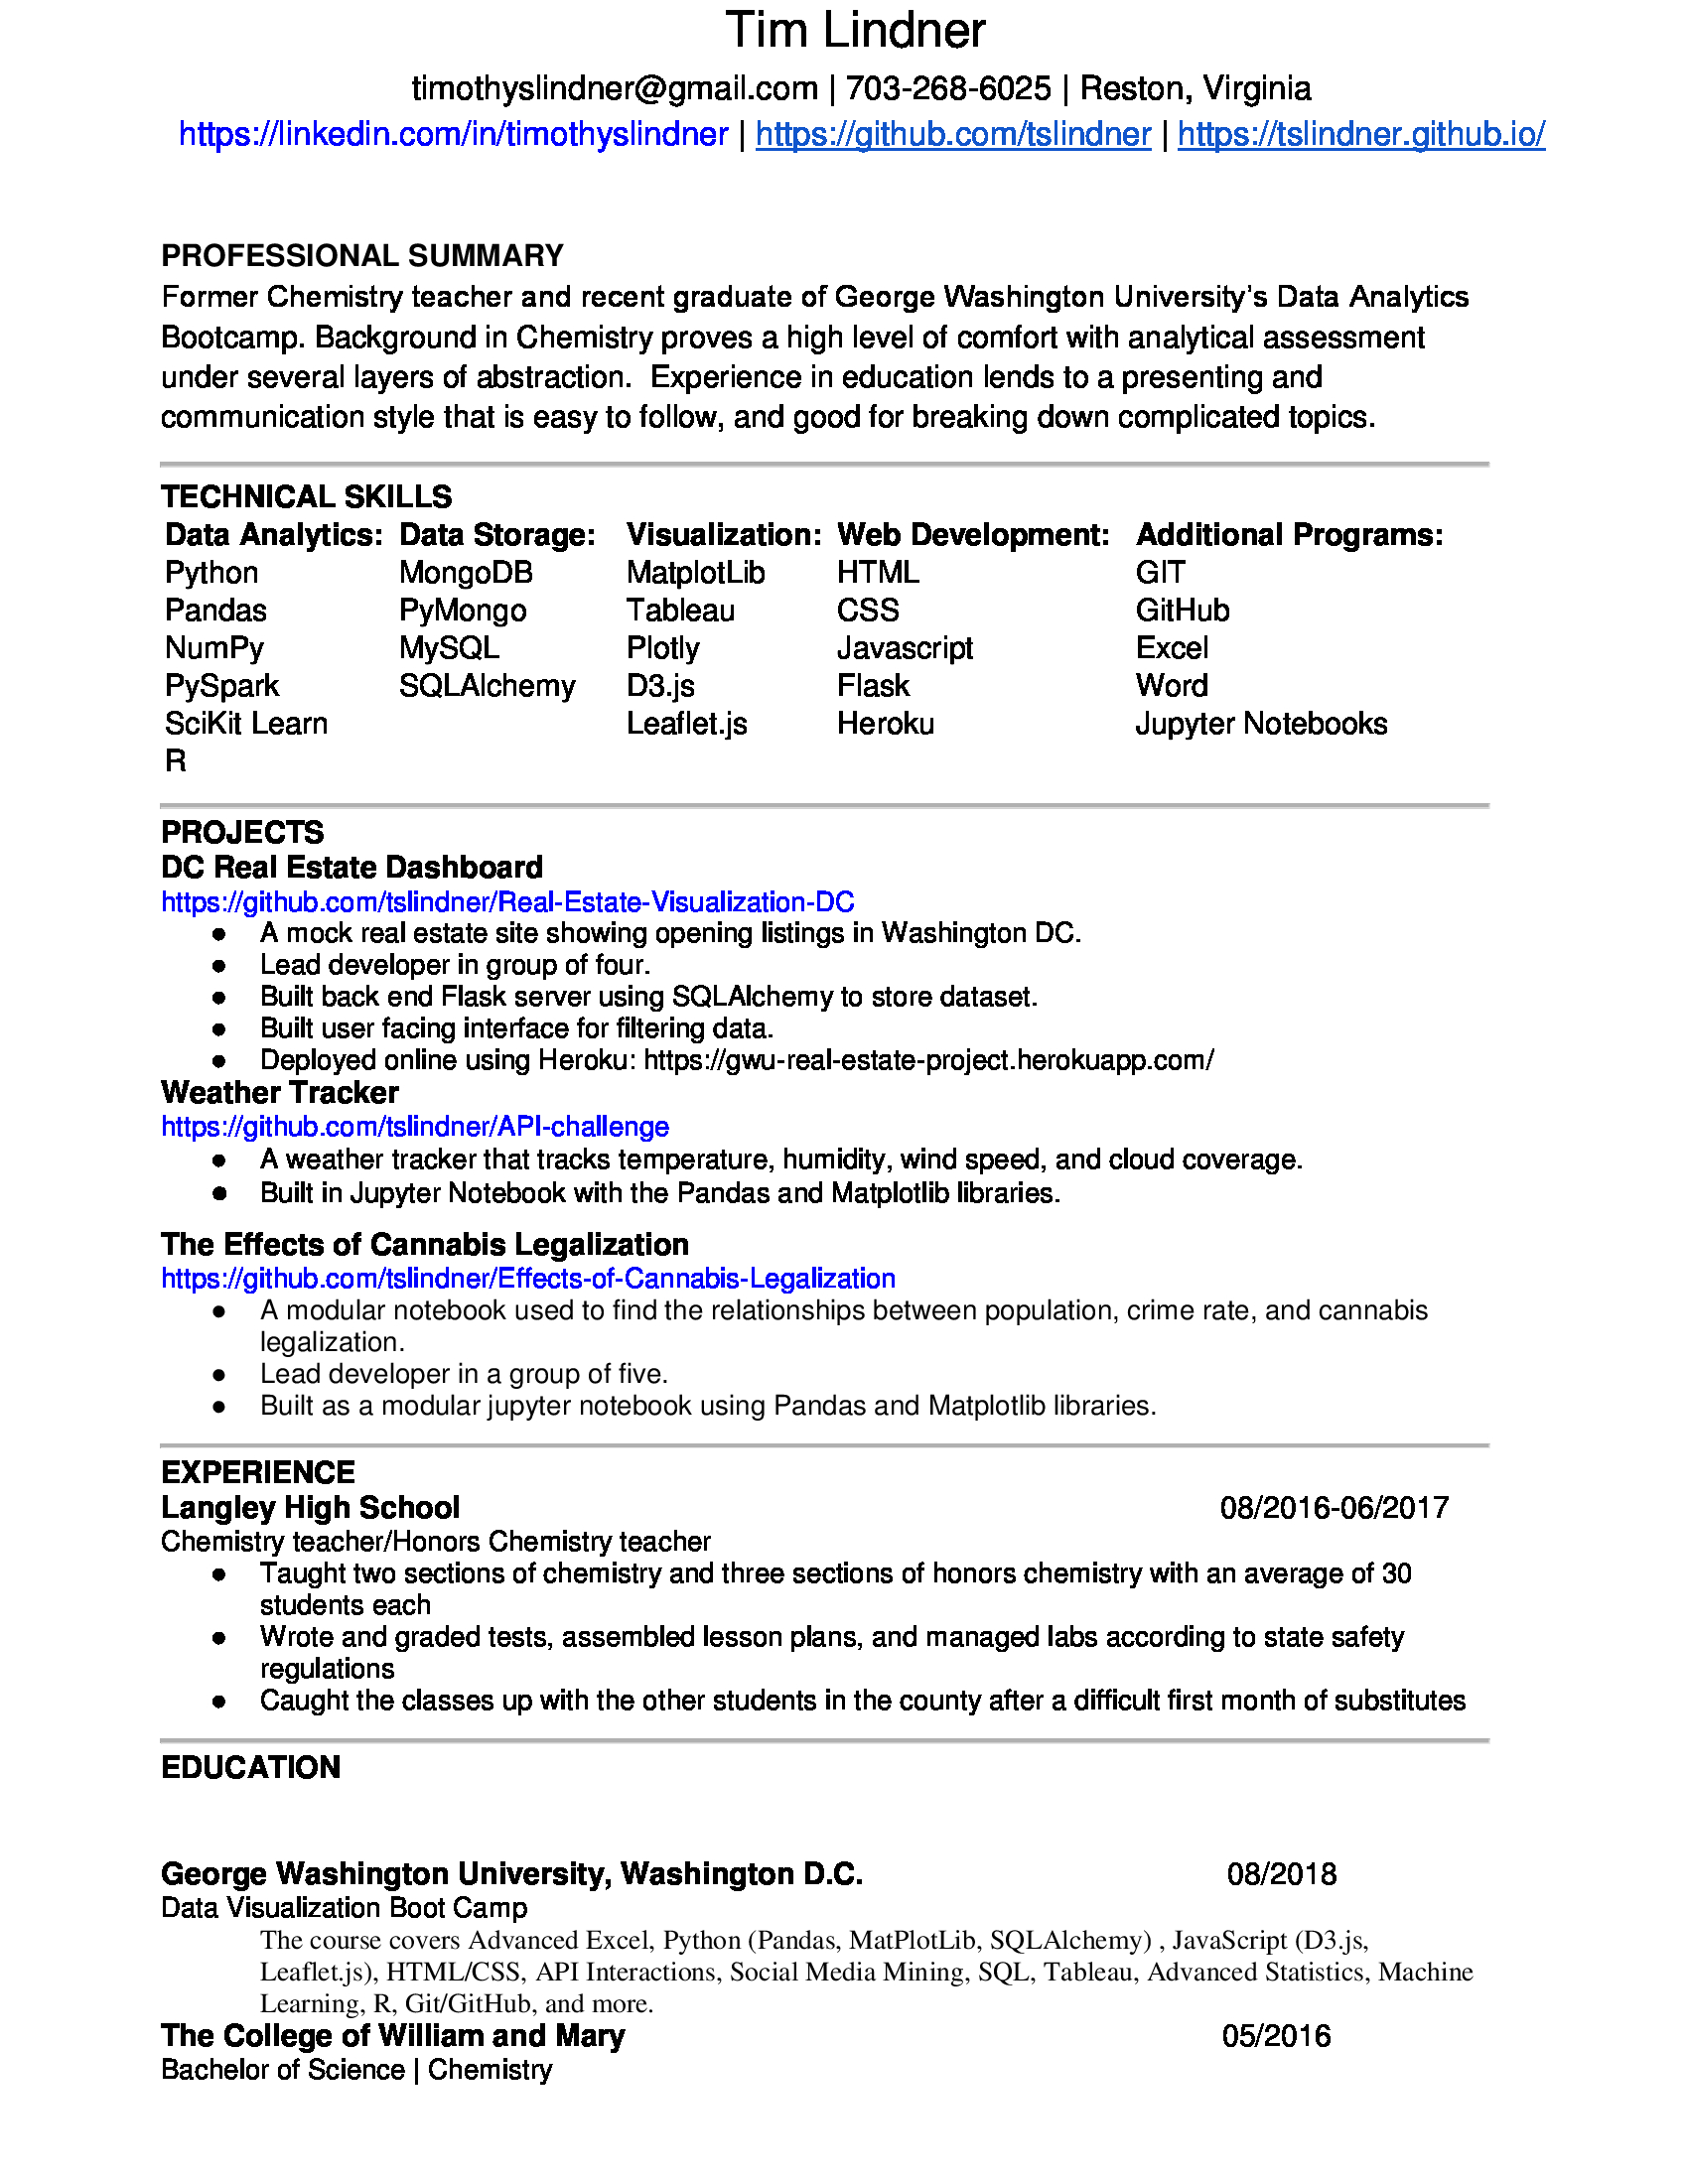 Tim Lindner
timothyslindner@gmail.com | 703-268-6025 | Reston, Virginia
https://linkedin.com/in/timothyslindner | https://github.com/tslindner | https://tslindner.github.io/
PROFESSIONAL SUMMARY
Former Chemistry teacher and recent graduate of George Washington University’s Data Analytics
Bootcamp. Background in Chemistry proves a high level of comfort with analytical assessment
under several layers of abstraction.  Experience in education lends to a presenting and
communication style that is easy to follow, and good for breaking down complicated topics.
TECHNICAL SKILLS
Data Analytics: Data Storage: Visualization: Web Development: Additional Programs:
Python MongoDB MatplotLib HTML GIT
Pandas PyMongo Tableau CSS GitHub
NumPy MySQL Plotly Javascript Excel
PySpark SQLAlchemy D3.js Flask Word
SciKit Learn Leaflet.js Heroku Jupyter Notebooks
R
PROJECTS
DC Real Estate Dashboard
https://github.com/tslindner/Real-Estate-Visualization-DC
● A mock real estate site showing opening listings in Washington DC.
● Lead developer in group of four.
● Built back end Flask server using SQLAlchemy to store dataset.
● Built user facing interface for filtering data.
● Deployed online using Heroku: https://gwu-real-estate-project.herokuapp.com/
Weather Tracker
https://github.com/tslindner/API-challenge
● A weather tracker that tracks temperature, humidity, wind speed, and cloud coverage.
● Built in Jupyter Notebook with the Pandas and Matplotlib libraries.
The Effects of Cannabis Legalization
https://github.com/tslindner/Effects-of-Cannabis-Legalization
● A modular notebook used to find the relationships between population, crime rate, and cannabis
legalization.
● Lead developer in a group of five.
● Built as a modular jupyter notebook using Pandas and Matplotlib libraries.
EXPERIENCE
Langley High School 08/2016-06/2017
Chemistry teacher/Honors Chemistry teacher
● Taught two sections of chemistry and three sections of honors chemistry with an average of 30
students each
● Wrote and graded tests, assembled lesson plans, and managed labs according to state safety
regulations
● Caught the classes up with the other students in the county after a difficult first month of substitutes
EDUCATION
George Washington University, Washington D.C. 08/2018
Data Visualization Boot Camp
The course covers Advanced Excel, Python (Pandas, MatPlotLib, SQLAlchemy) , JavaScript (D3.js,
Leaflet.js), HTML/CSS, API Interactions, Social Media Mining, SQL, Tableau, Advanced Statistics, Machine
Learning, R, Git/GitHub, and more.
The College of William and Mary 05/2016
Bachelor of Science | Chemistry